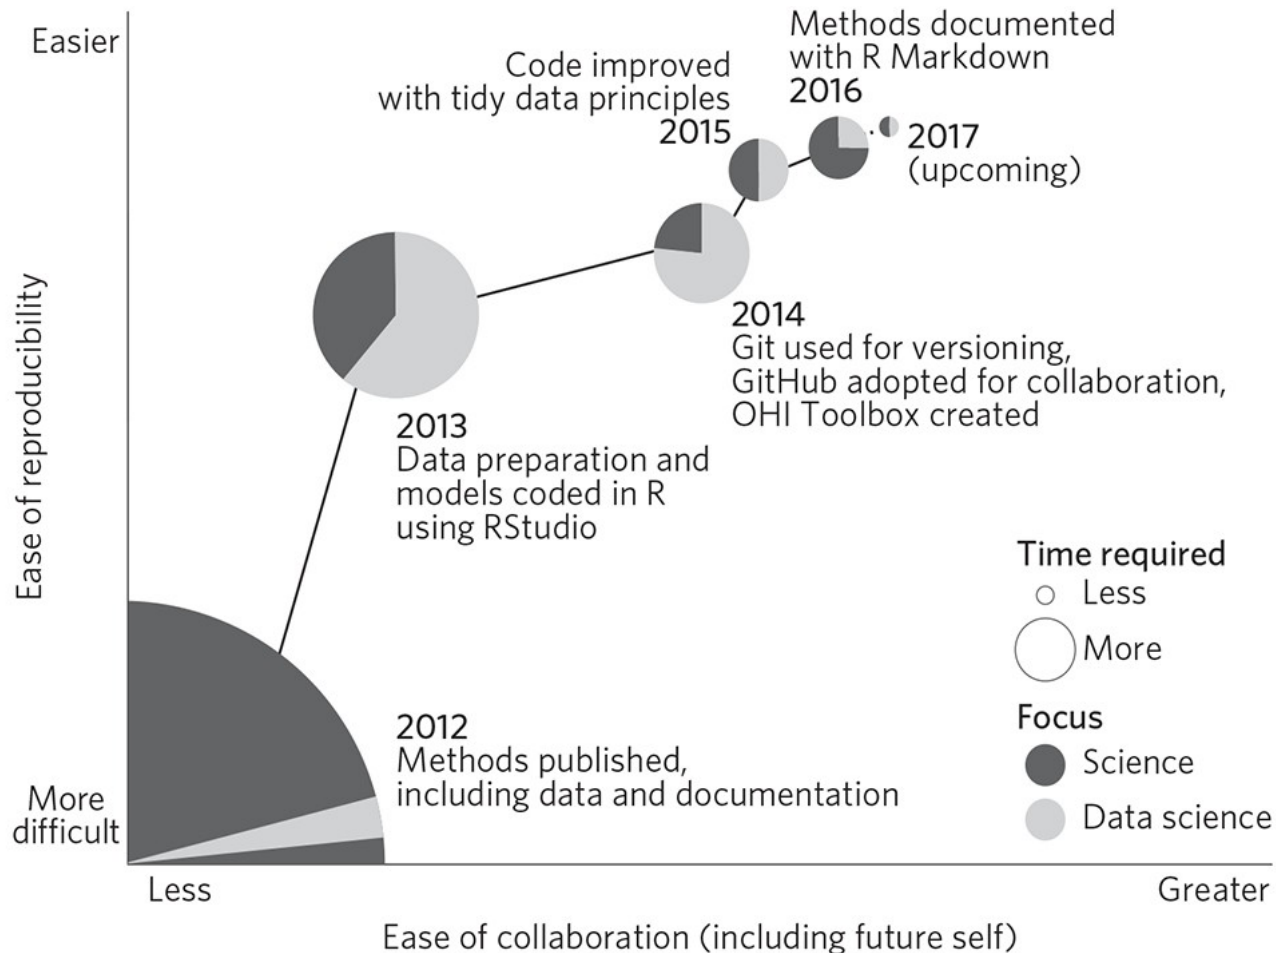 Easier
Methods documented
with R Markdown
2016
Code improved
with tidy data principles
2015
2017
(upcoming)
2014
Git used for versioning,
GitHub adopted for collaboration,
OHI Toolbox created
2013
Data preparation and
models coded in R
using RStudio
Ease of reproducibility
Time required
Less
More
Focus
Science
Data science
2012
Methods published,
including data and documentation
More
difficult
Less
Greater
Ease of collaboration (including future self)